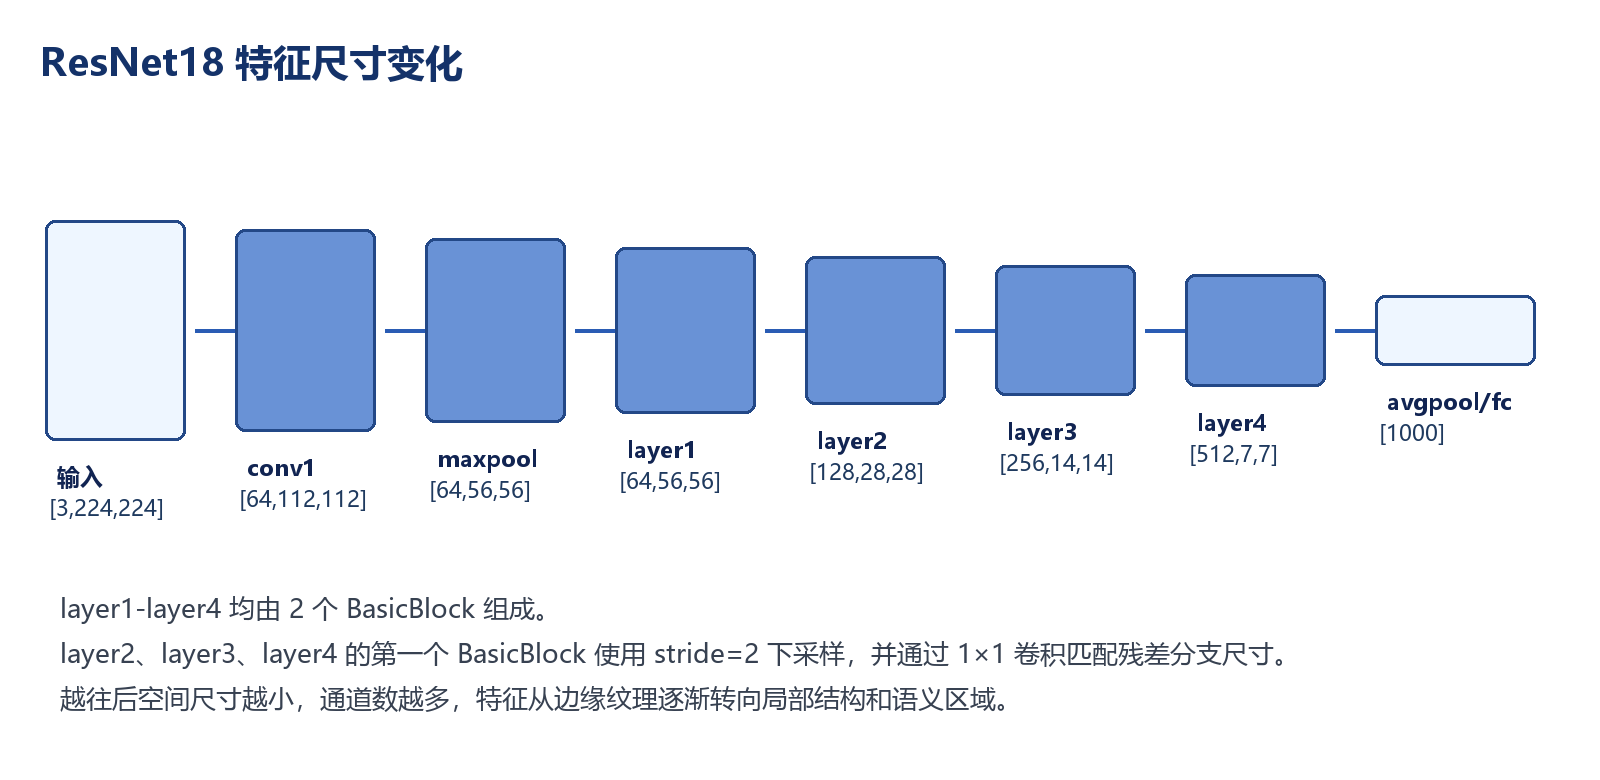 ResNet18 特征尺寸变化
输入
[3,224,224]
conv1
[64,112,112]
maxpool
[64,56,56]
layer1
[64,56,56]
layer2
[128,28,28]
layer3
[256,14,14]
layer4
[512,7,7]
avgpool/fc
[1000]
layer1-layer4 均由 2 个 BasicBlock 组成。
layer2、layer3、layer4 的第一个 BasicBlock 使用 stride=2 下采样，并通过 1×1 卷积匹配残差分支尺寸。
越往后空间尺寸越小，通道数越多，特征从边缘纹理逐渐转向局部结构和语义区域。